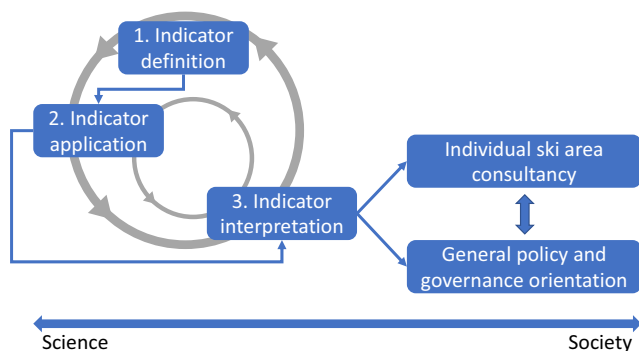 1. Indicator
definition
2. Indicator
application
3. Indicator
interpretation
Individual ski area
consultancy
General policy and
governance orientation
Science
Society